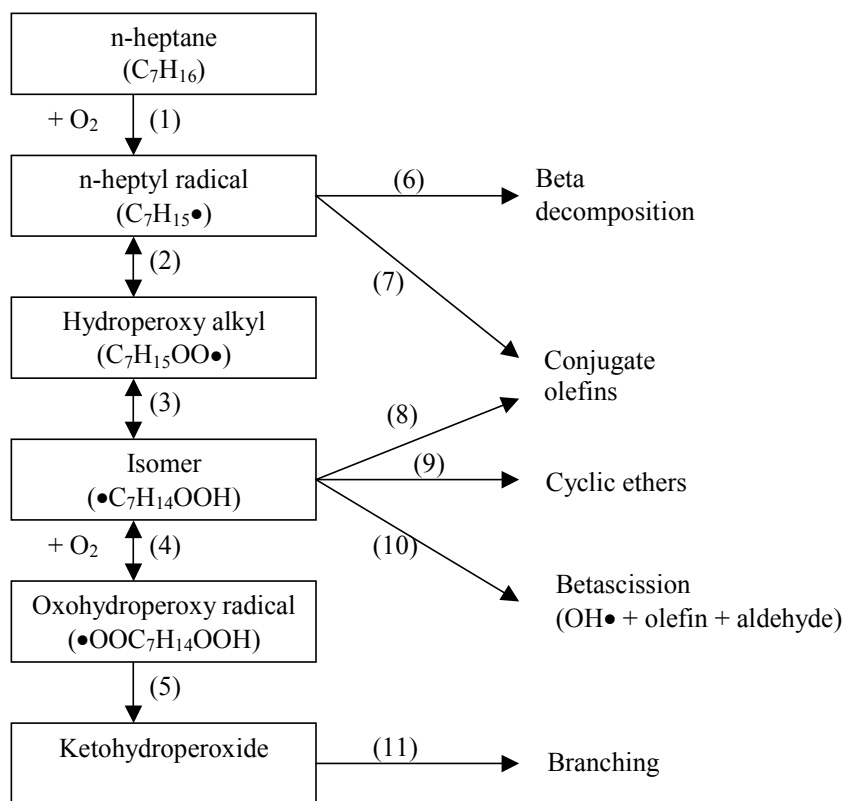 n-heptane
(C₇H₁₆)
+ O₂ (1)
n-heptyl radical
(C₇H₁₅●)
(6)
Beta
decomposition
(2)
(7)
Hydroperoxy alkyl
(C₇H₁₅OO●)
Conjugate
olefins
(3)
(8)
Isomer
(●C₇H₁₄OOH)
(9)
Cyclic ethers
+ O₂ (4)
(10)
Oxohydroperoxy radical
(●OOC₇H₁₄OOH)
Betascission
(OH● + olefin + aldehyde)
(5)
Ketohydroperoxide
(11)
Branching